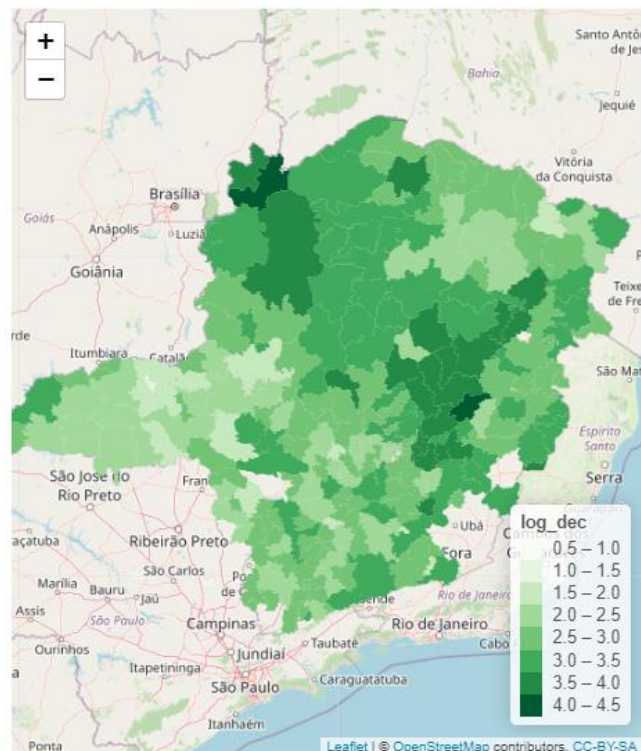 +
−
Santo Antôn
de Jes
Bahia
Jequié
Vitória
da Conquista
Brasília
Goiás
Anápolis
Luziâ
Goiânia
Teixe
de Fre
rde
Itumbiara
Catalã
São Mat
Espírito
Santo
São José do
Rio Preto
Fran
Serra
Guarapari
Ubá
açatuba
Ribeirão Preto
Fora
São Carlos
Marília
Bauru
Jaú
Assis
São Paulo
Rio de Janeiro
Campinas
Rio de Janeiro
Cabo
Ourinhos
Taubaté
Jundiaí
Itapetininga
São Paulo
Caraguatatuba
Itanhaém
Ponta
log_dec
0.5 – 1.0
1.0 – 1.5
1.5 – 2.0
2.0 – 2.5
2.5 – 3.0
3.0 – 3.5
3.5 – 4.0
4.0 – 4.5
Leaflet | © OpenStreetMap contributors, CC-BY-SA